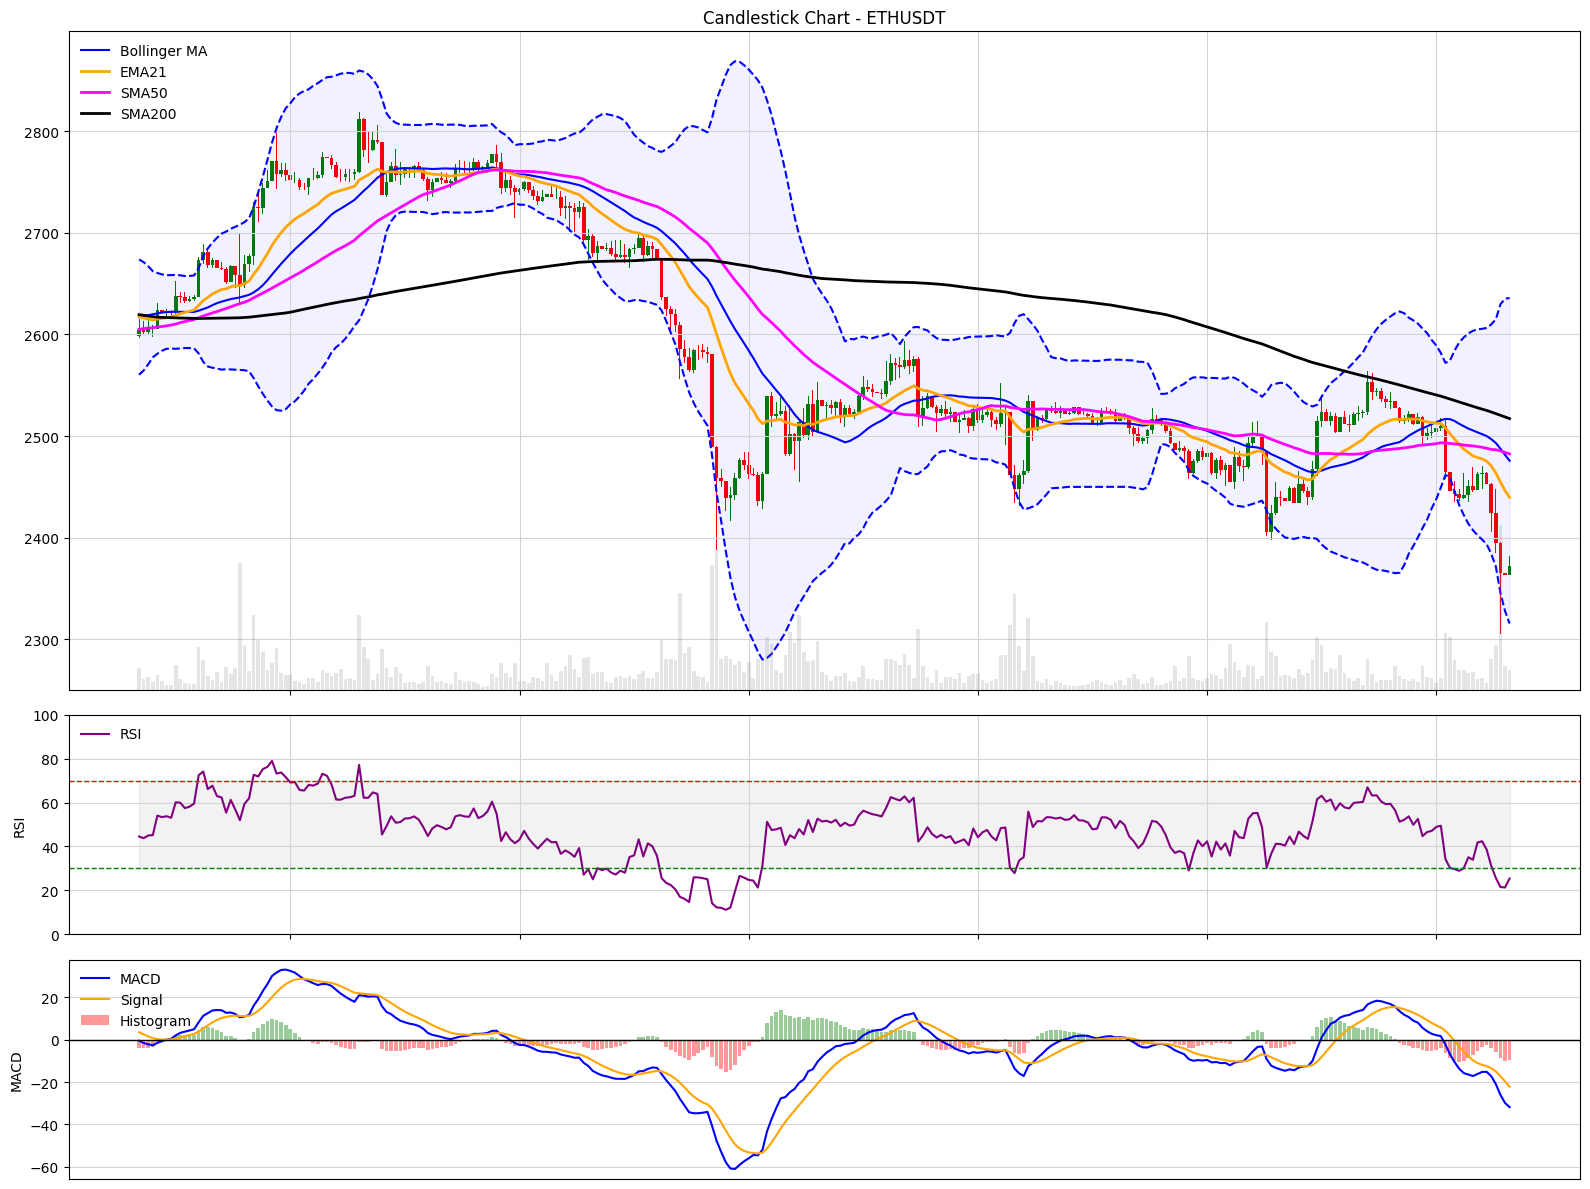 Candlestick Chart - ETHUSDT
Bollinger MA
EMA21
SMA50
SMA200
2800
2700
2600
2500
2400
2300
100
80
60
40
20
0
RSI
RSI
20
0
−20
−40
−60
MACD
MACD
Signal
Histogram